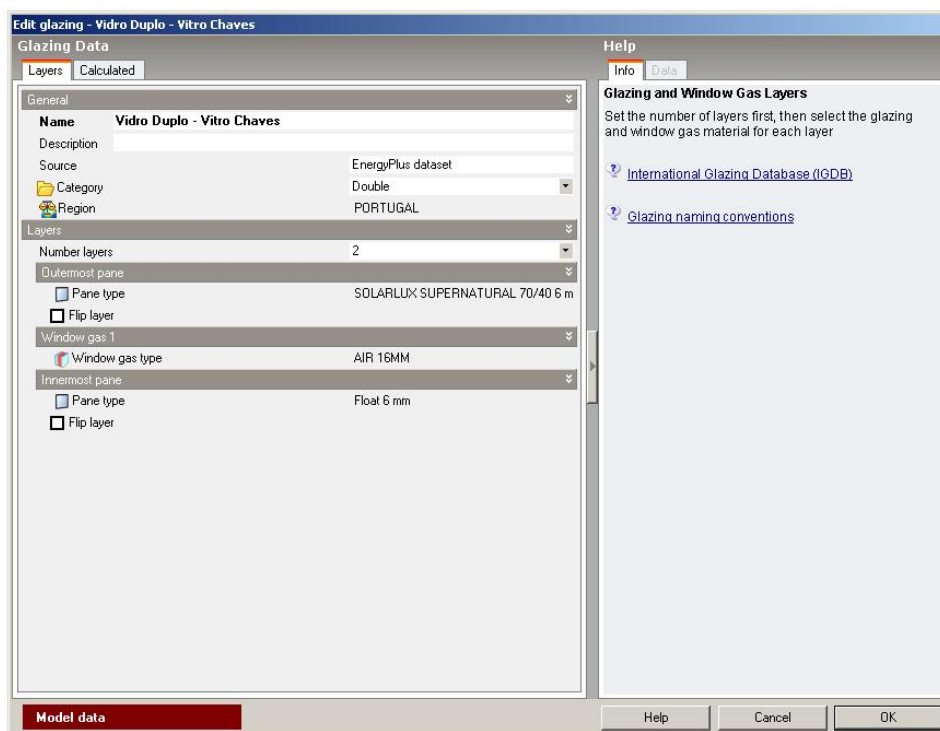 Edit glazing - Vidro Duplo - Vitro Chaves
Glazing Data
Layers Calculated
General
Name Vidro Duplo - Vitro Chaves
Description
Source EnergyPlus dataset
Category Double
Region PORTUGAL
Layers
Number layers 2
Outermost pane
Pane type SOLARLUX SUPERNATURAL 70/40 6 m
Flip layer
Window gas 1
Window gas type AIR 16MM
Innermost pane
Pane type Float 6 mm
Flip layer
Model data
Help
Info Data
Glazing and Window Gas Layers
Set the number of layers first, then select the glazing
and window gas material for each layer
International Glazing Database (IGDB)
Glazing naming conventions
Help Cancel OK